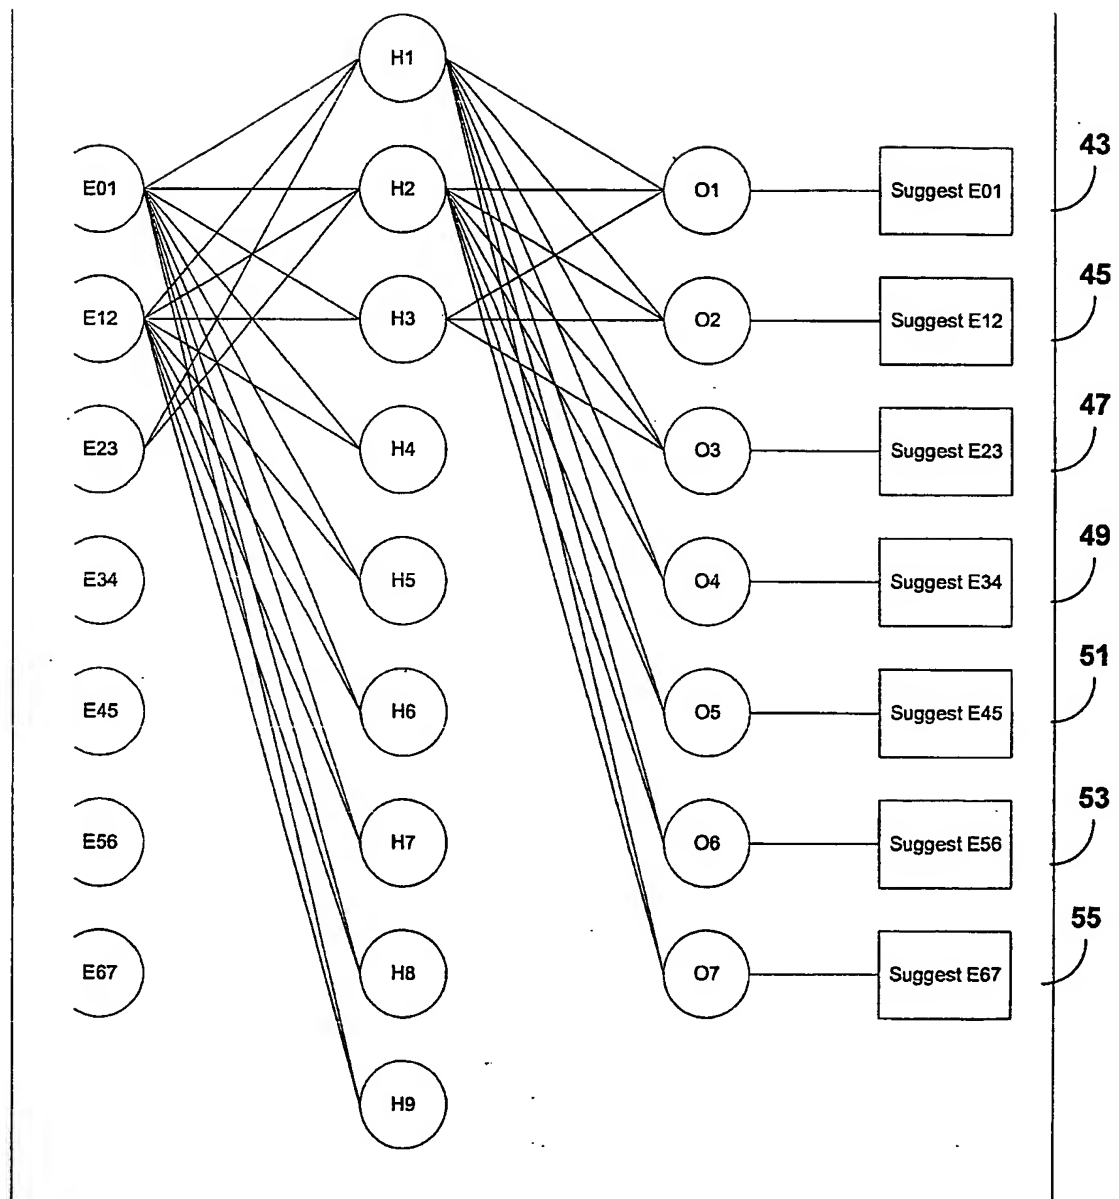 H1
43
E01 H2 O1 Suggest E01
45
E12 H3 O2 Suggest E12
47
E23 H4 O3 Suggest E23
49
E34 H5 O4 Suggest E34
51
E45 H6 O5 Suggest E45
53
E56 H7 O6 Suggest E56
55
E67 H8 O7 Suggest E67
H9